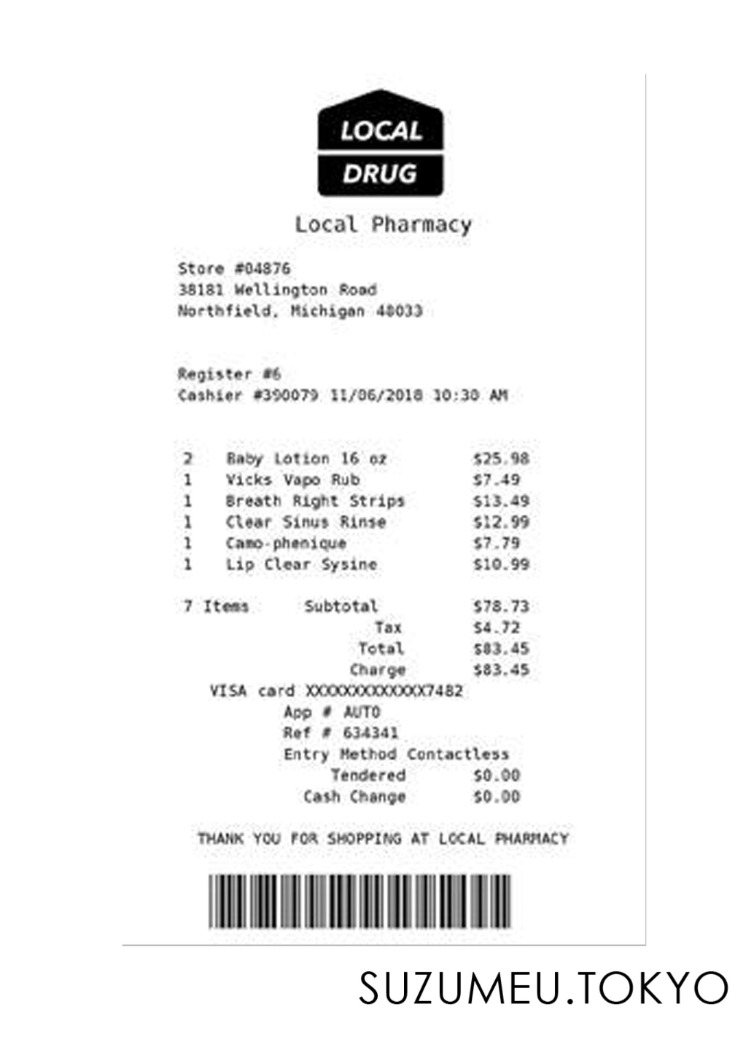 LOCAL
DRUG
Local Pharmacy
Store #04876
38181 Wellington Road
Northfield, Michigan 48033
Register #6
Cashier #390079 11/06/2018 10:30 AM
2 Baby Lotion 16 oz $25.98
1 Vicks Vapo Rub $7.49
1 Breath Right Strips $13.49
1 Clear Sinus Rinse $12.99
1 Camo-phenique $7.79
1 Lip Clear Sysine $10.99
7 Items Subtotal $78.73
Tax $4.72
Total $83.45
Charge $83.45
VISA card XXXXXXXXXXXXX7482
App # AUTO
Ref # 634341
Entry Method Contactless
Tendered $0.00
Cash Change $0.00
THANK YOU FOR SHOPPING AT LOCAL PHARMACY
SUZUMEU.TOKYO